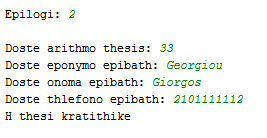 Epilogi: 2
Doste arithmo thesis: 33
Doste eponymo epibath: Georgiou
Doste onoma epibath: Giorgos
Doste thlefono epibath: 2101111112
H thesi kratithike